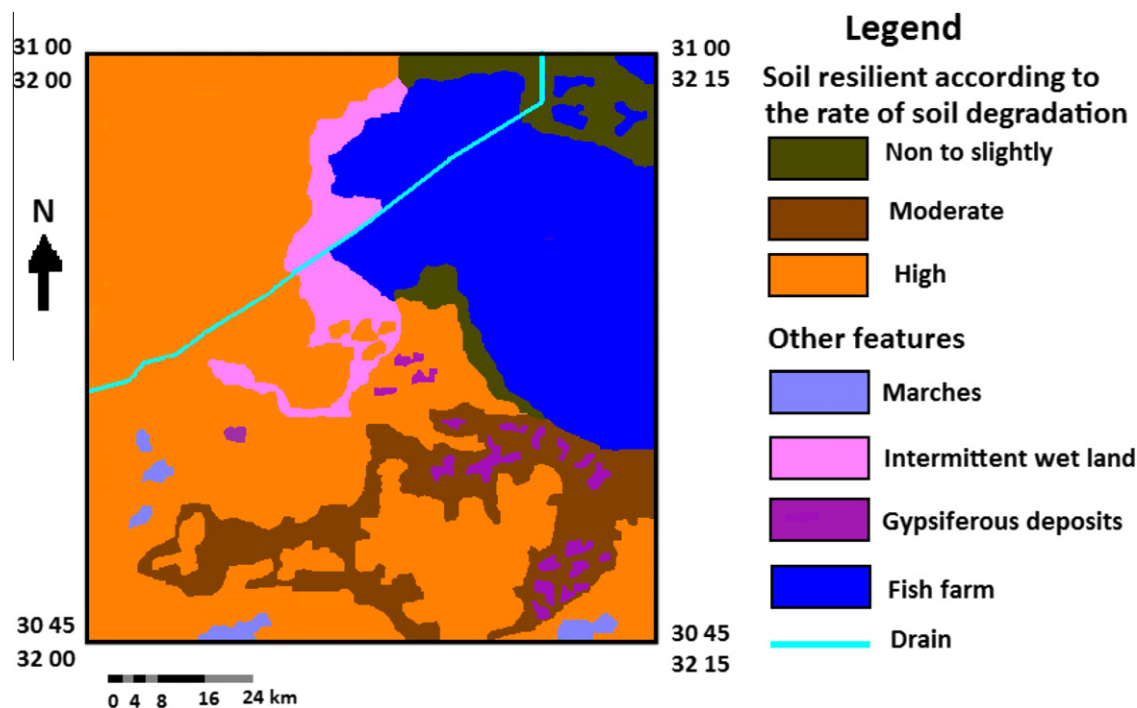 31 00
32 00
31 00
32 15
N
30 45
32 00
30 45
32 15
0 4 8 16 24 km
Legend
Soil resilient according to
the rate of soil degradation
Non to slightly
Moderate
High
Other features
Marches
Intermittent wet land
Gypsiferous deposits
Fish farm
Drain